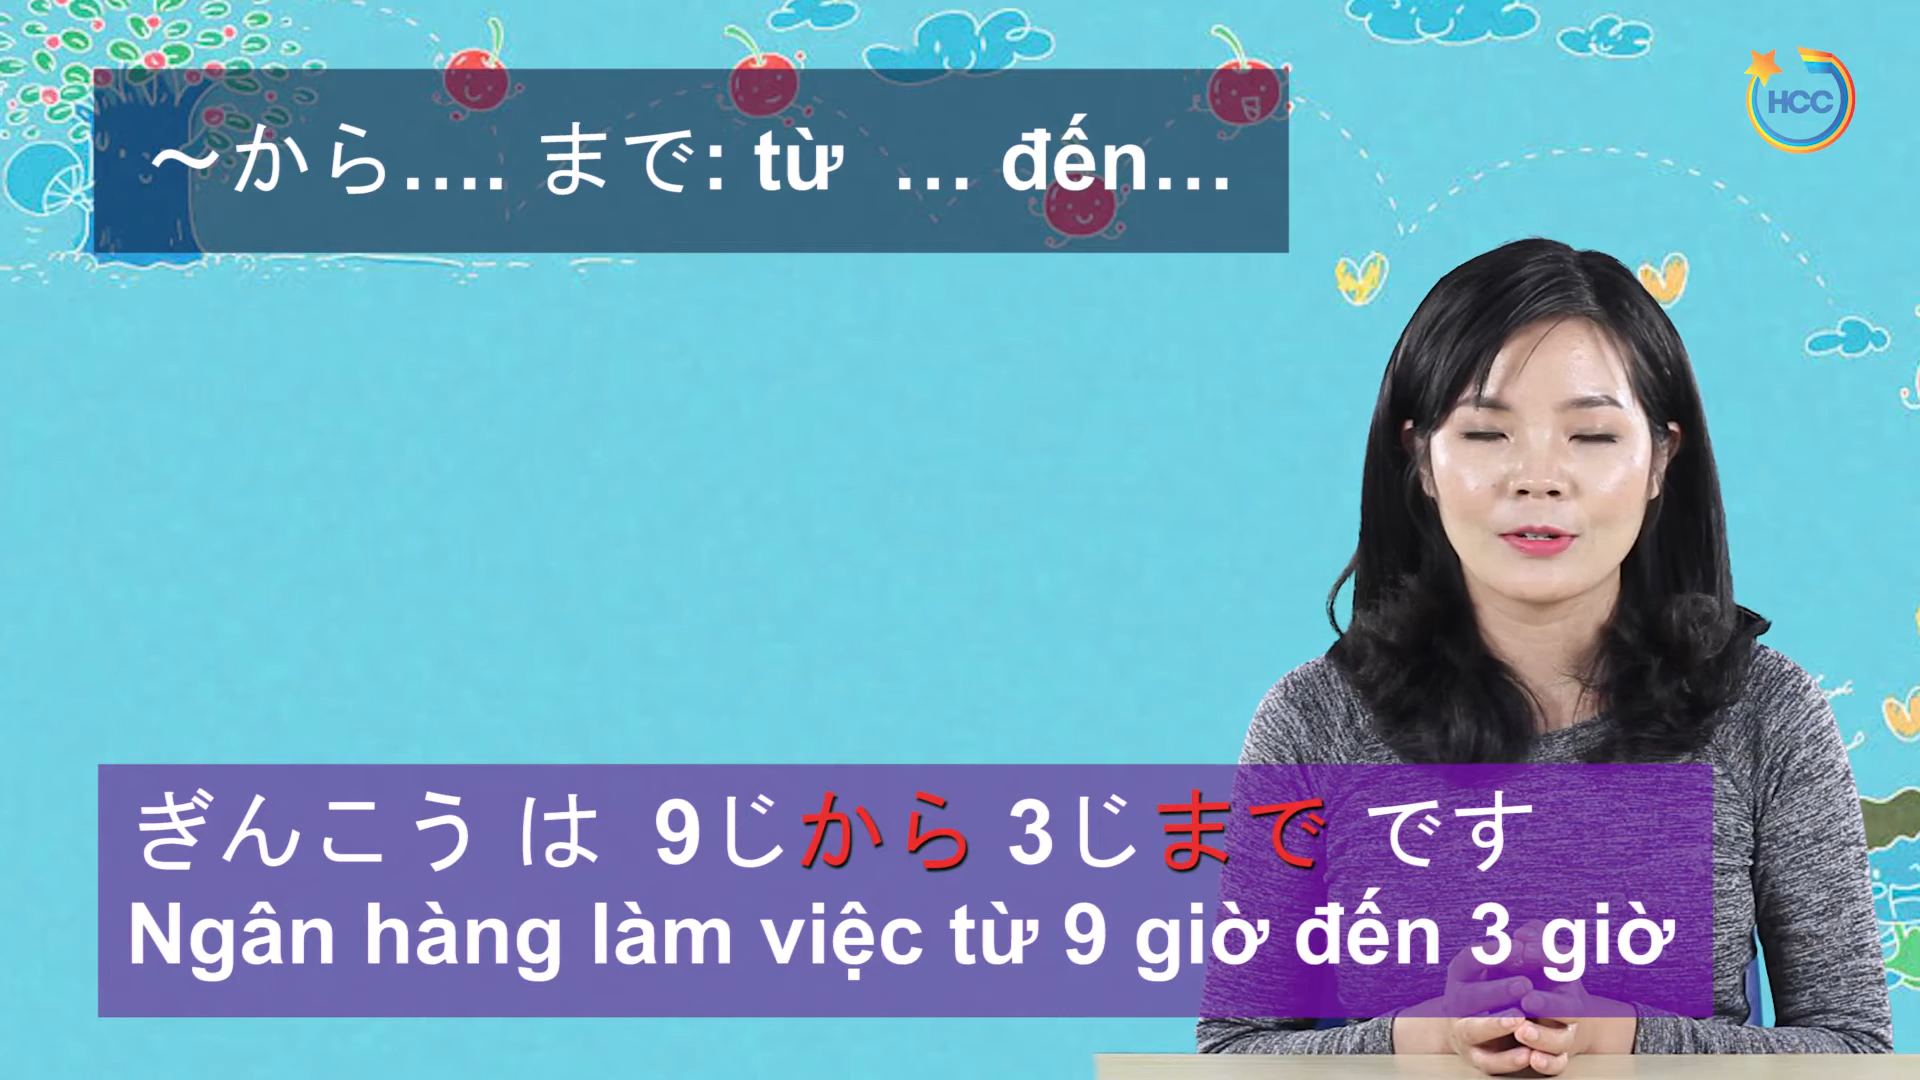 HCC
～から.... まで: từ ... đến...
ぎんこう は 9じから 3じまで です
Ngân hàng làm việc từ 9 giờ đến 3 giờ